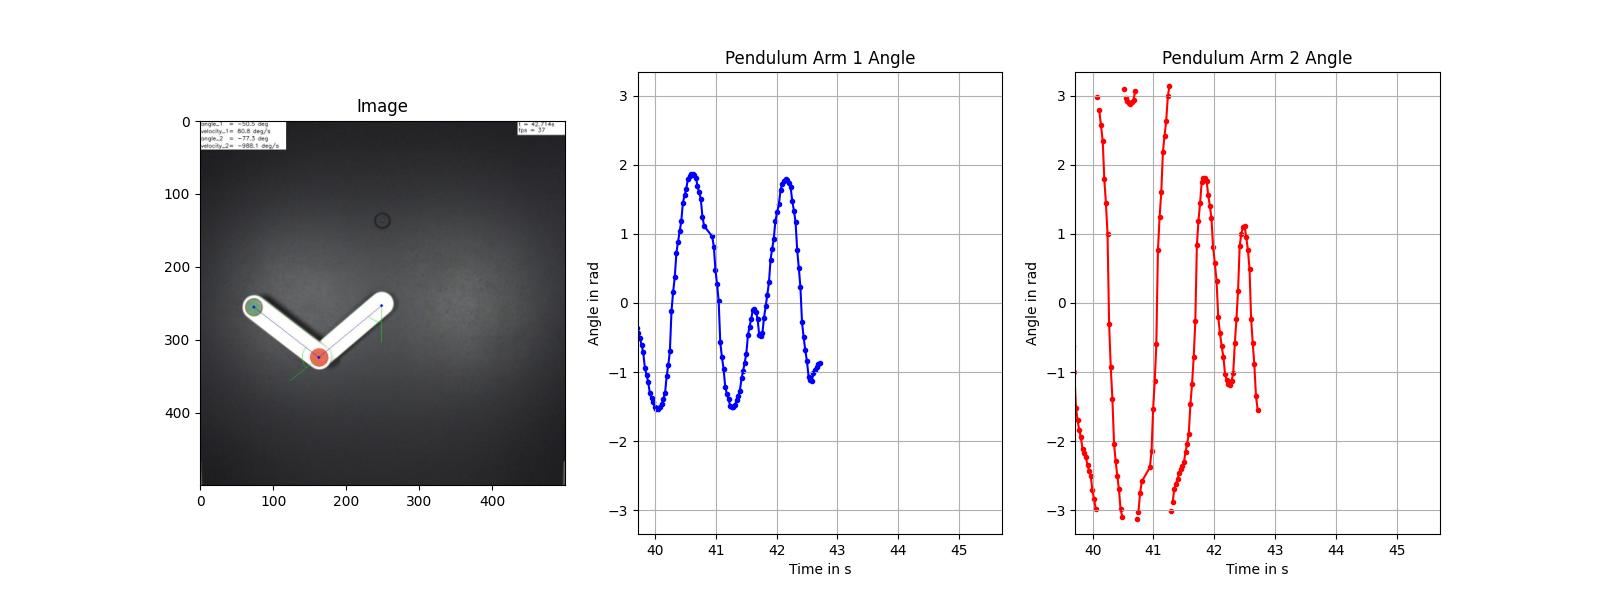 Image
angle_1 = -50.5 deg
velocity_1= 80.8 deg/s
angle_2 = -77.3 deg
velocity_2= -988.1 deg/s
t = 42.714s
fps = 37
0
100
200
300
400
0 100 200 300 400
Pendulum Arm 1 Angle
Angle in rad
3
2
1
0
−1
−2
−3
40 41 42 43 44 45
Time in s
Pendulum Arm 2 Angle
Angle in rad
3
2
1
0
−1
−2
−3
40 41 42 43 44 45
Time in s